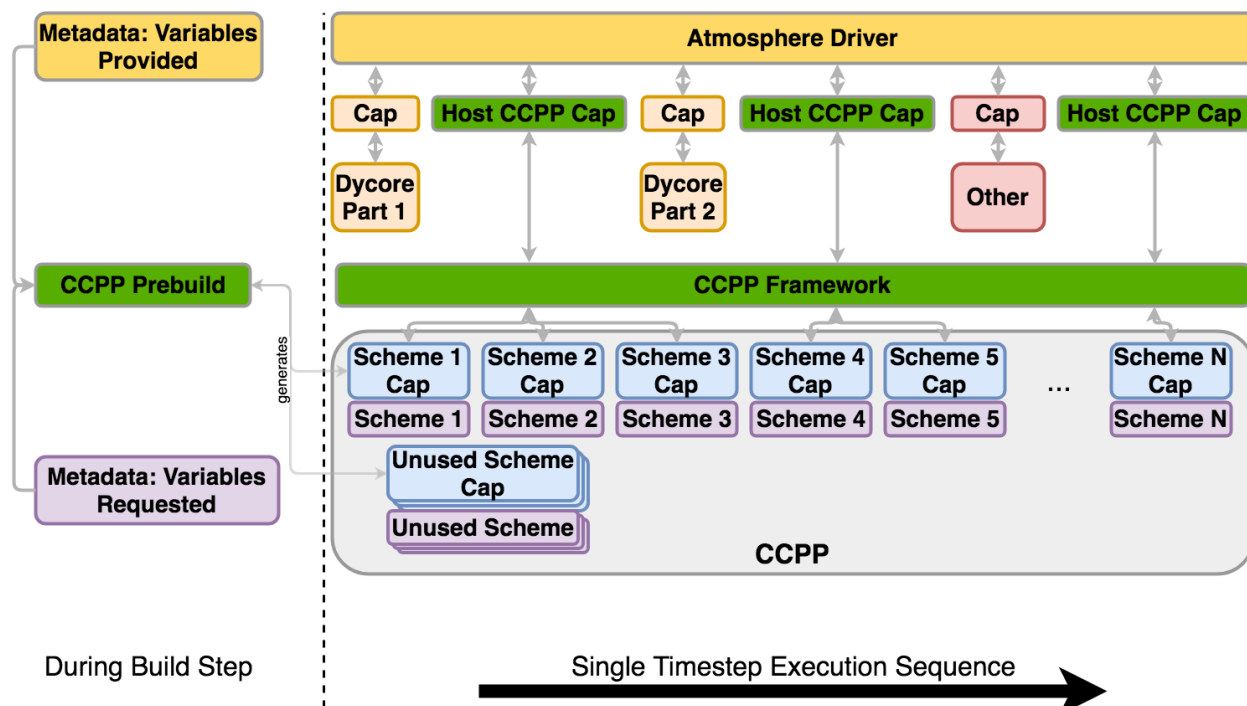 Metadata: Variables
Provided
Atmosphere Driver
Cap
Host CCPP Cap
Cap
Host CCPP Cap
Cap
Host CCPP Cap
Dycore
Part 1
Dycore
Part 2
Other
CCPP Prebuild
CCPP Framework
generates
Scheme 1
Cap
Scheme 2
Cap
Scheme 3
Cap
Scheme 4
Cap
Scheme 5
Cap
...
Scheme N
Cap
Scheme 1
Scheme 2
Scheme 3
Scheme 4
Scheme 5
Scheme N
Metadata: Variables
Requested
Unused Scheme
Cap
Unused Scheme
CCPP
During Build Step
Single Timestep Execution Sequence